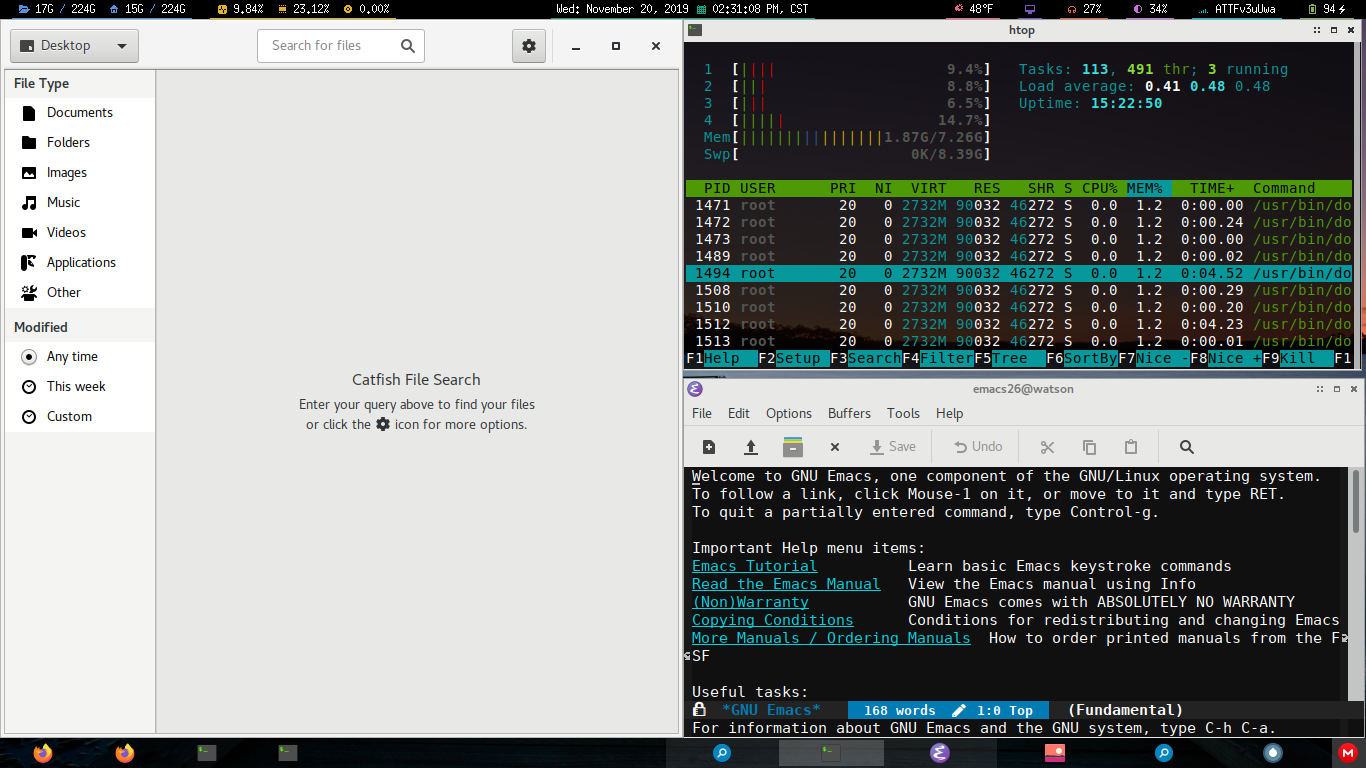 17G / 224G 15G / 224G 9.84% 23.12% 0.00% Wed: November 20, 2019 @ 02:31:08 PM, CST 48°F 27% 34% ATTFv3uUwa 94
Desktop Search for files
File Type
Documents
Folders
Images
Music
Videos
Applications
Other
Modified
Any time
This week
Custom
Catfish File Search
Enter your query above to find your files
or click the icon for more options.
htop
1 [|||| 9.4%] Tasks: 113, 491 thr; 3 running
2 [||| 8.8%] Load average: 0.41 0.48 0.48
3 [||| 6.5%] Uptime: 15:22:50
4 [||||| 14.7%]
Mem[||||||||||||||||1.87G/7.26G]
Swp[ 0K/8.39G]
PID USER PRI NI VIRT RES SHR S CPU% MEM% TIME+ Command
1471 root 20 0 2732M 90032 46272 S 0.0 1.2 0:00.00 /usr/bin/do
1472 root 20 0 2732M 90032 46272 S 0.0 1.2 0:00.24 /usr/bin/do
1473 root 20 0 2732M 90032 46272 S 0.0 1.2 0:00.00 /usr/bin/do
1489 root 20 0 2732M 90032 46272 S 0.0 1.2 0:00.02 /usr/bin/do
1494 root 20 0 2732M 90032 46272 S 0.0 1.2 0:04.52 /usr/bin/do
1508 root 20 0 2732M 90032 46272 S 0.0 1.2 0:00.29 /usr/bin/do
1510 root 20 0 2732M 90032 46272 S 0.0 1.2 0:00.20 /usr/bin/do
1512 root 20 0 2732M 90032 46272 S 0.0 1.2 0:04.23 /usr/bin/do
1513 root 20 0 2732M 90032 46272 S 0.0 1.2 0:00.01 /usr/bin/do
F1Help F2Setup F3SearchF4FilterF5Tree F6SortByF7Nice -F8Nice +F9Kill F1
emacs26@watson
File Edit Options Buffers Tools Help
Save Undo
Welcome to GNU Emacs, one component of the GNU/Linux operating system.
To follow a link, click Mouse-1 on it, or move to it and type RET.
To quit a partially entered command, type Control-g.
Important Help menu items:
Emacs Tutorial Learn basic Emacs keystroke commands
Read the Emacs Manual View the Emacs manual using Info
(Non)Warranty GNU Emacs comes with ABSOLUTELY NO WARRANTY
Copying Conditions Conditions for redistributing and changing Emacs
More Manuals / Ordering Manuals How to order printed manuals from the F
SF
Useful tasks:
*GNU Emacs* 168 words 1:0 Top (Fundamental)
For information about GNU Emacs and the GNU system, type C-h C-a.